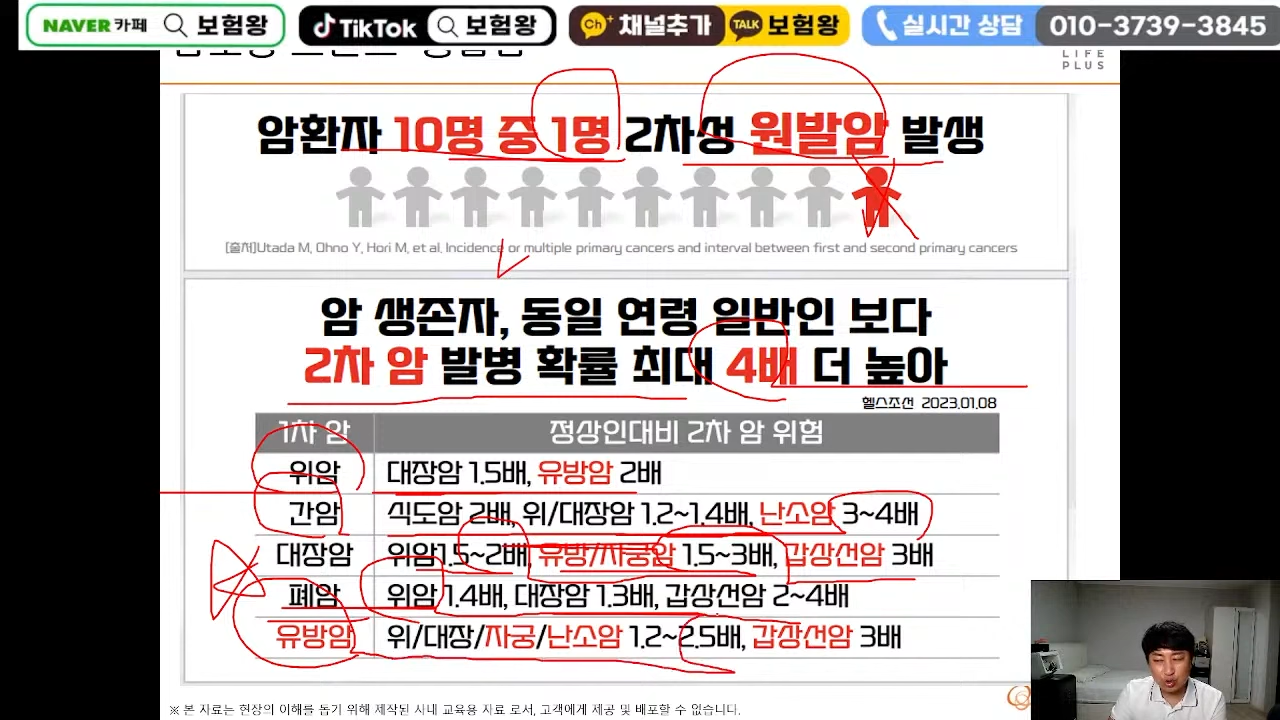 NAVER 카페 보험왕 TikTok 보험왕 Ch+ 채널추가 TALK 보험왕 실시간 상담 010-3739-3845
LIFE
PLUS
암환자 10명 중 1명 2차성 원발암 발생
[출처]Utada M, Ohno Y, Hori M, et al. Incidence or multiple primary cancers and interval between first and second primary cancers
암 생존자, 동일 연령 일반인 보다
2차 암 발병 확률 최대 4배 더 높아
헬스조선 2023.01.08
1차 암 정상인대비 2차 암 위험
위암 대장암 1.5배, 유방암 2배
간암 식도암 2배, 위/대장암 1.2~1.4배, 난소암 3~4배
대장암 위암1.5~2배, 유방/자궁암 1.5~3배, 갑상선암 3배
폐암 위암 1.4배, 대장암 1.3배, 갑상선암 2~4배
유방암 위/대장/자궁/난소암 1.2~2.5배, 갑상선암 3배
※ 본 자료는 현장의 이해를 돕기 위해 제작된 사내 교육용 자료 로서, 고객에게 제공 및 배포할 수 없습니다.